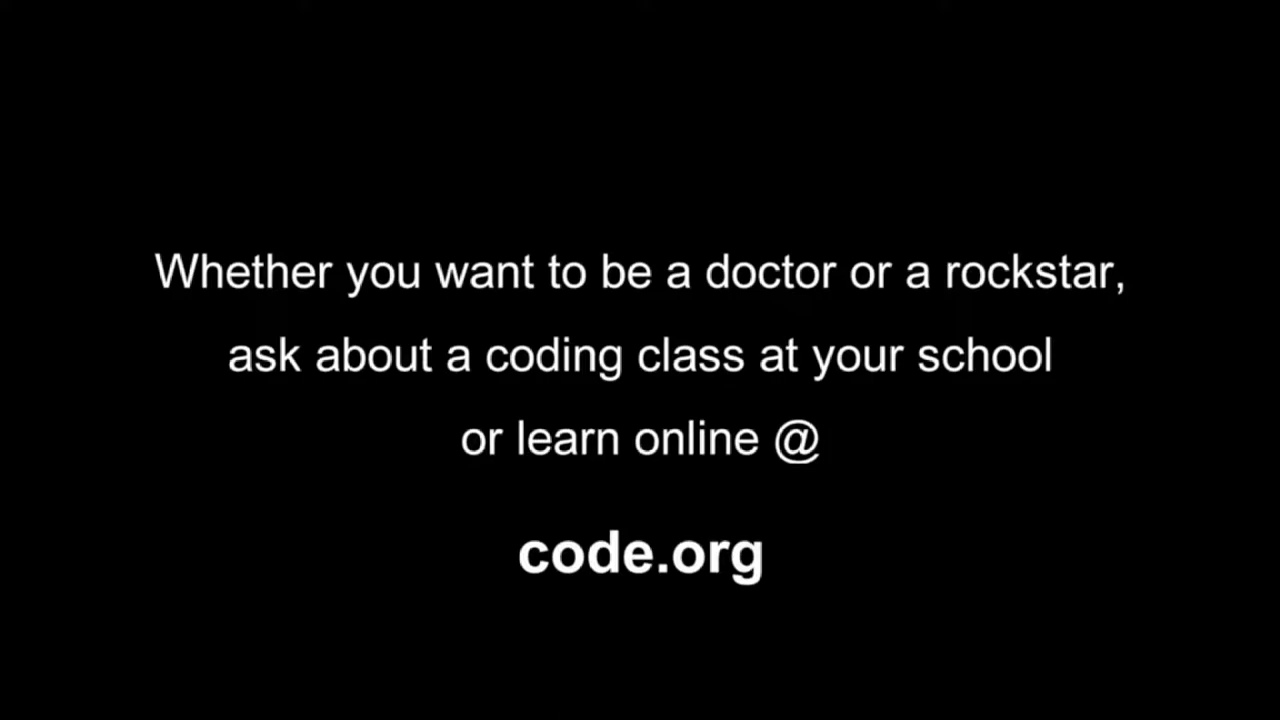 Whether you want to be a doctor or a rockstar,
ask about a coding class at your school
or learn online @
code.org